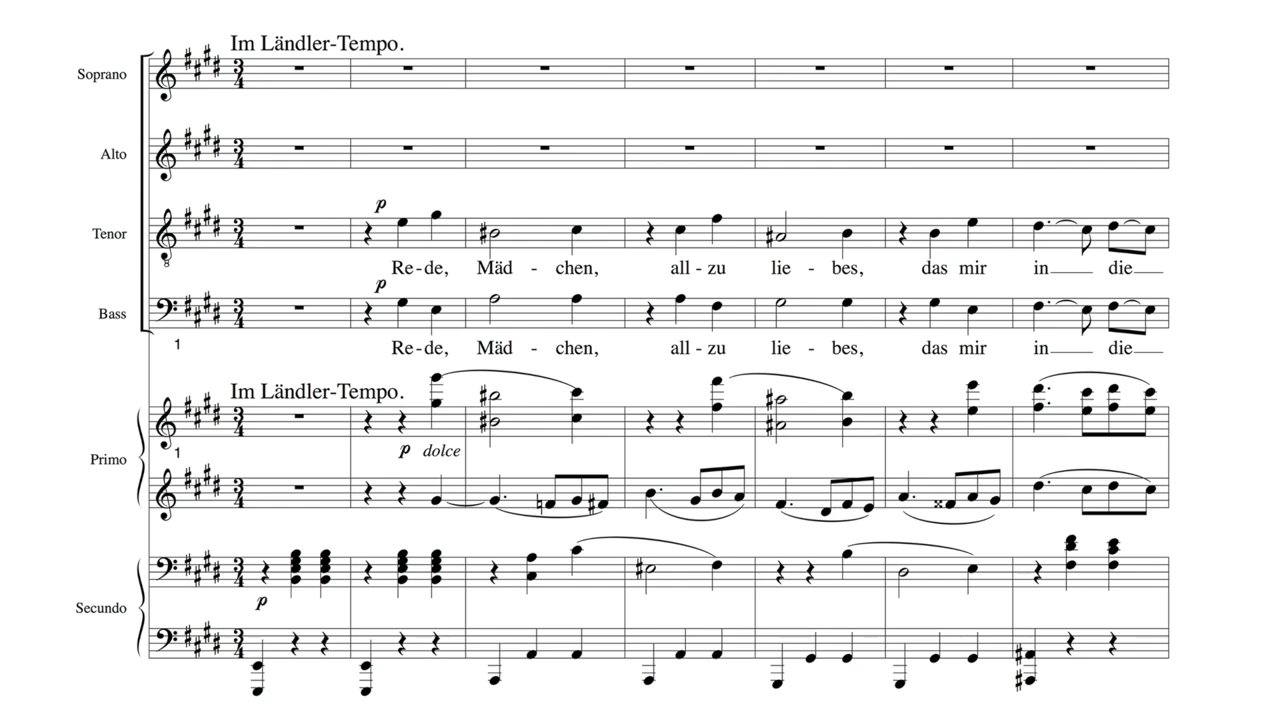 Im Ländler-Tempo.
Soprano
Alto
p
Tenor
Re-de, Mäd - chen, all-zu lie - bes, das mir in die
p
Bass
1
Re-de, Mäd - chen, all-zu lie - bes, das mir in die
Im Ländler-Tempo.
p dolce
1
Primo
p
Secundo